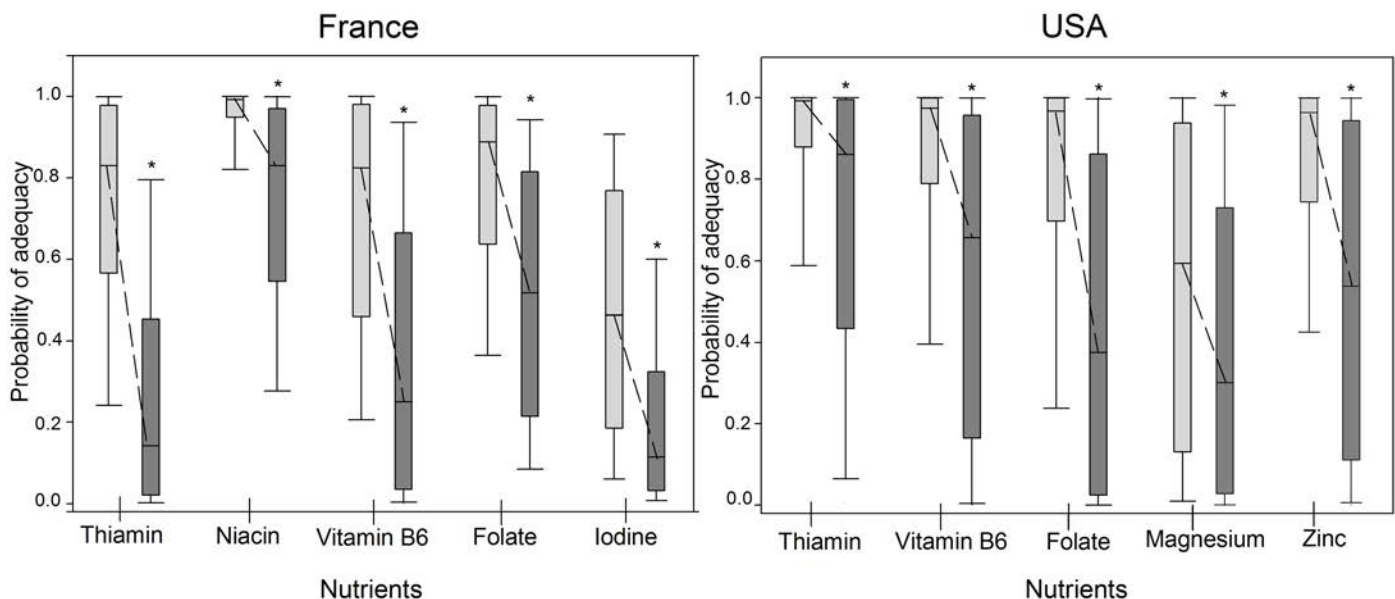 France
Probability of adequacy
1.0
0.8
0.6
0.4
0.2
0.0
* * * * *
Thiamin Niacin Vitamin B6 Folate Iodine
Nutrients
USA
Probability of adequacy
1.0
0.8
0.6
0.4
0.2
0.0
* * * * *
Thiamin Vitamin B6 Folate Magnesium Zinc
Nutrients